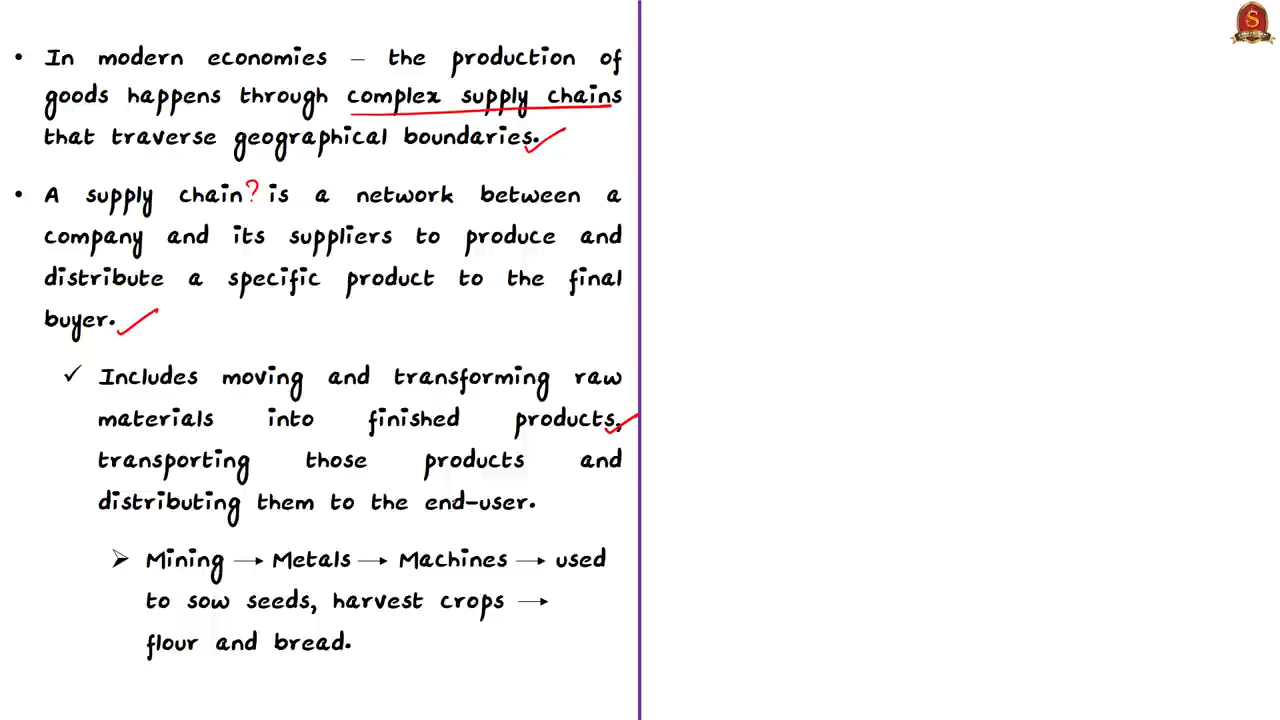 • In modern economies – the production of
goods happens through complex supply chains
that traverse geographical boundaries.
• A supply chain? is a network between a
company and its suppliers to produce and
distribute a specific product to the final
buyer.
✓ Includes moving and transforming raw
materials into finished products,
transporting those products and
distributing them to the end-user.
➢ Mining → Metals → Machines → used
to sow seeds, harvest crops →
flour and bread.
S